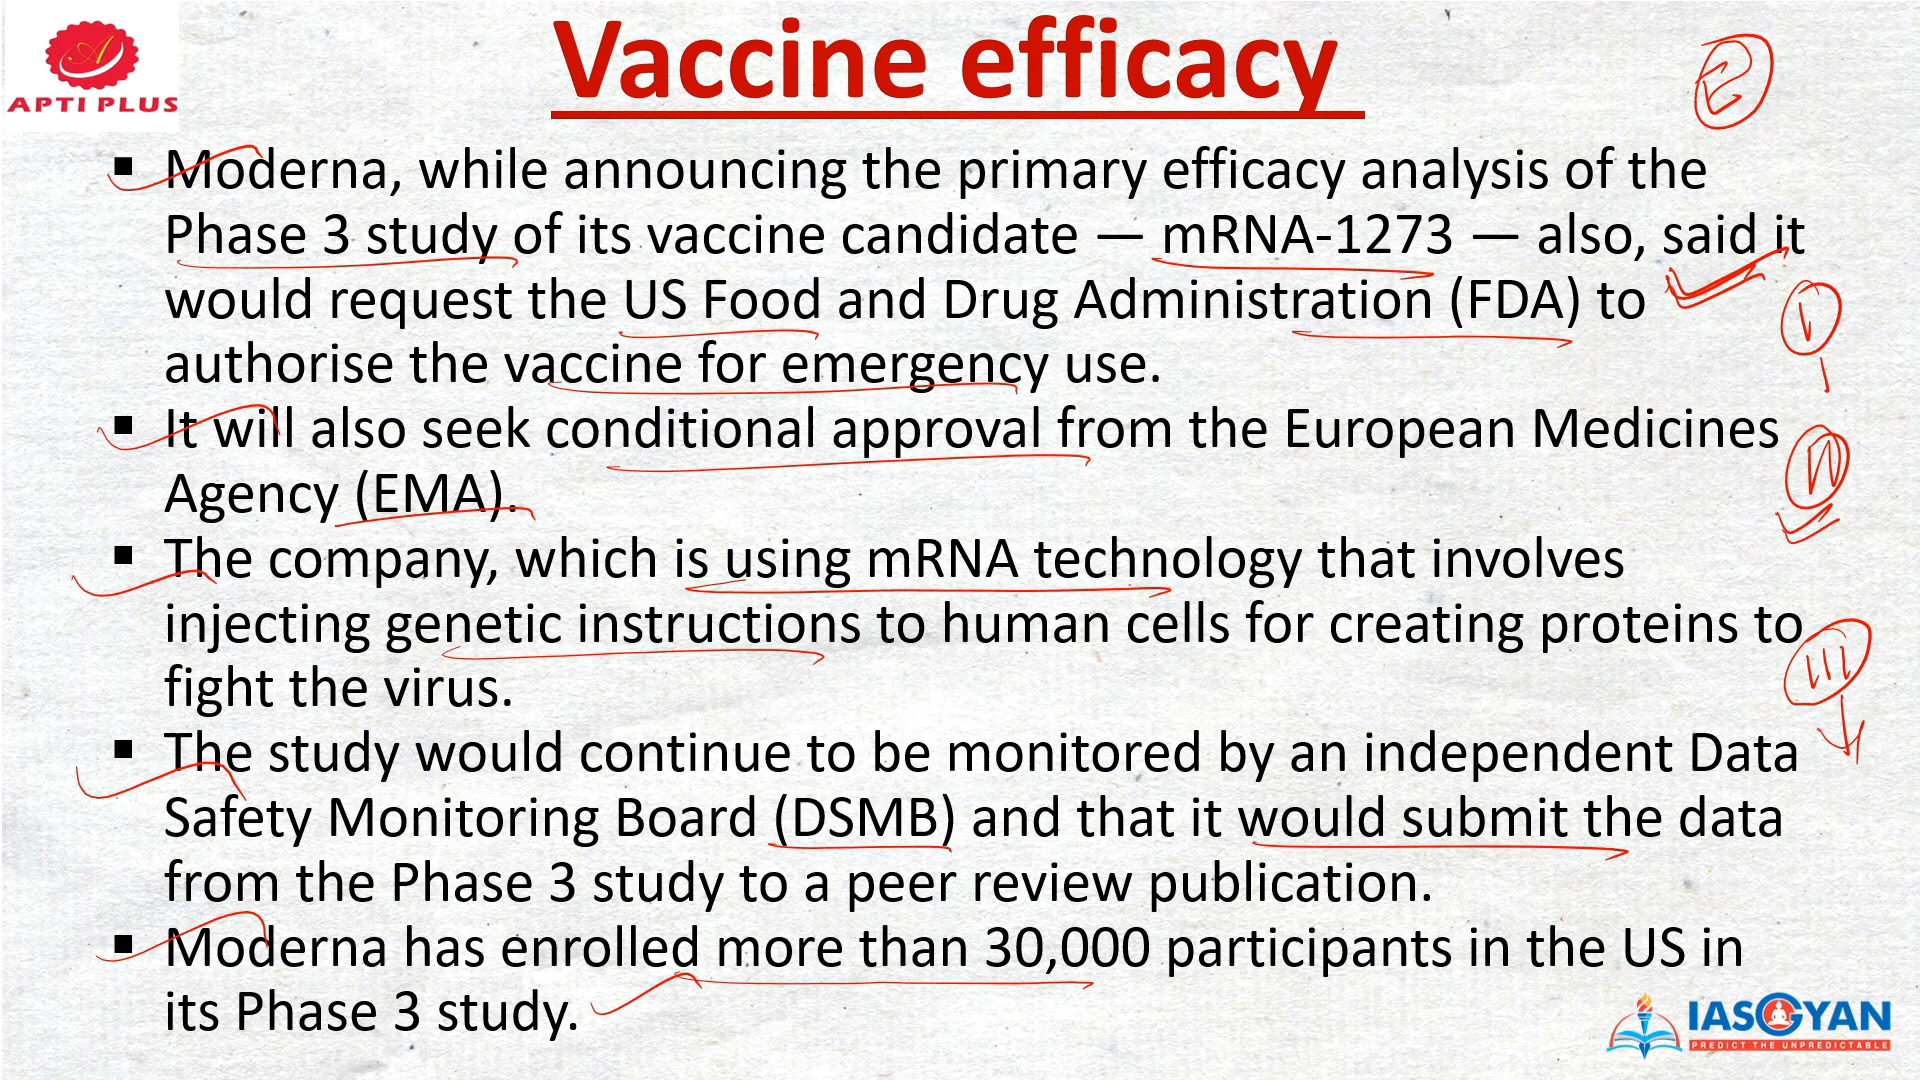 APTI PLUS
Vaccine efficacy
E
▪ Moderna, while announcing the primary efficacy analysis of the
Phase 3 study of its vaccine candidate — mRNA-1273 — also, said it
would request the US Food and Drug Administration (FDA) to
authorise the vaccine for emergency use.
I
▪ It will also seek conditional approval from the European Medicines
Agency (EMA).
II
▪ The company, which is using mRNA technology that involves
injecting genetic instructions to human cells for creating proteins to
fight the virus.
III
▪ The study would continue to be monitored by an independent Data
Safety Monitoring Board (DSMB) and that it would submit the data
from the Phase 3 study to a peer review publication.
▪ Moderna has enrolled more than 30,000 participants in the US in
its Phase 3 study.
IASGYAN
PREDICT THE UNPREDICTABLE